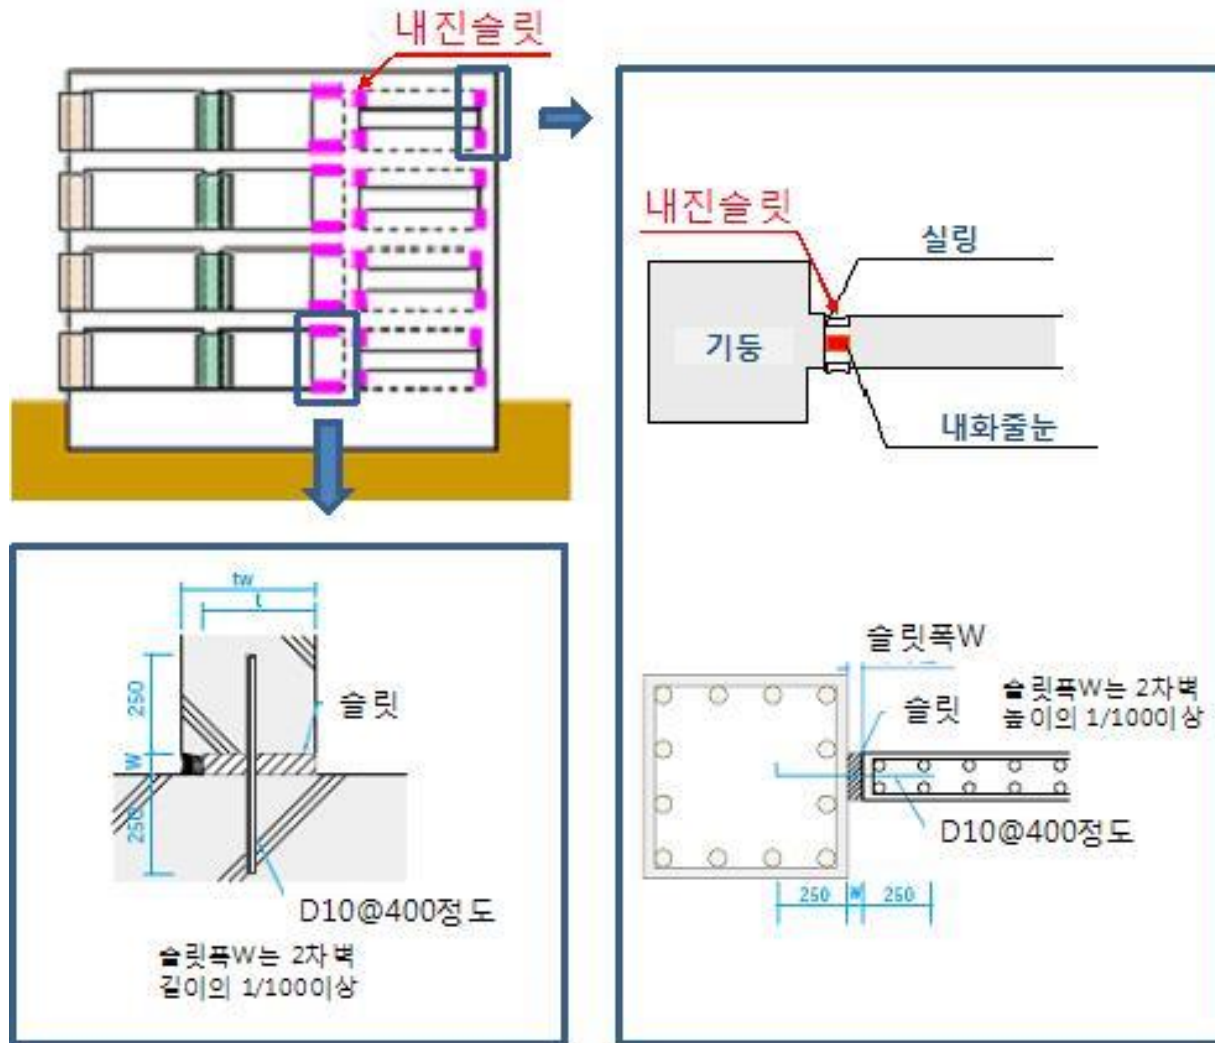 내진슬릿
내진슬릿
실링
기둥
내화줄눈
tw
l
250
W
250
슬릿
D10@400정도
슬릿폭W는 2차벽
길이의 1/100이상
슬릿폭W
슬릿
슬릿폭W는 2차벽
높이의 1/100이상
D10@400정도
250
W
250